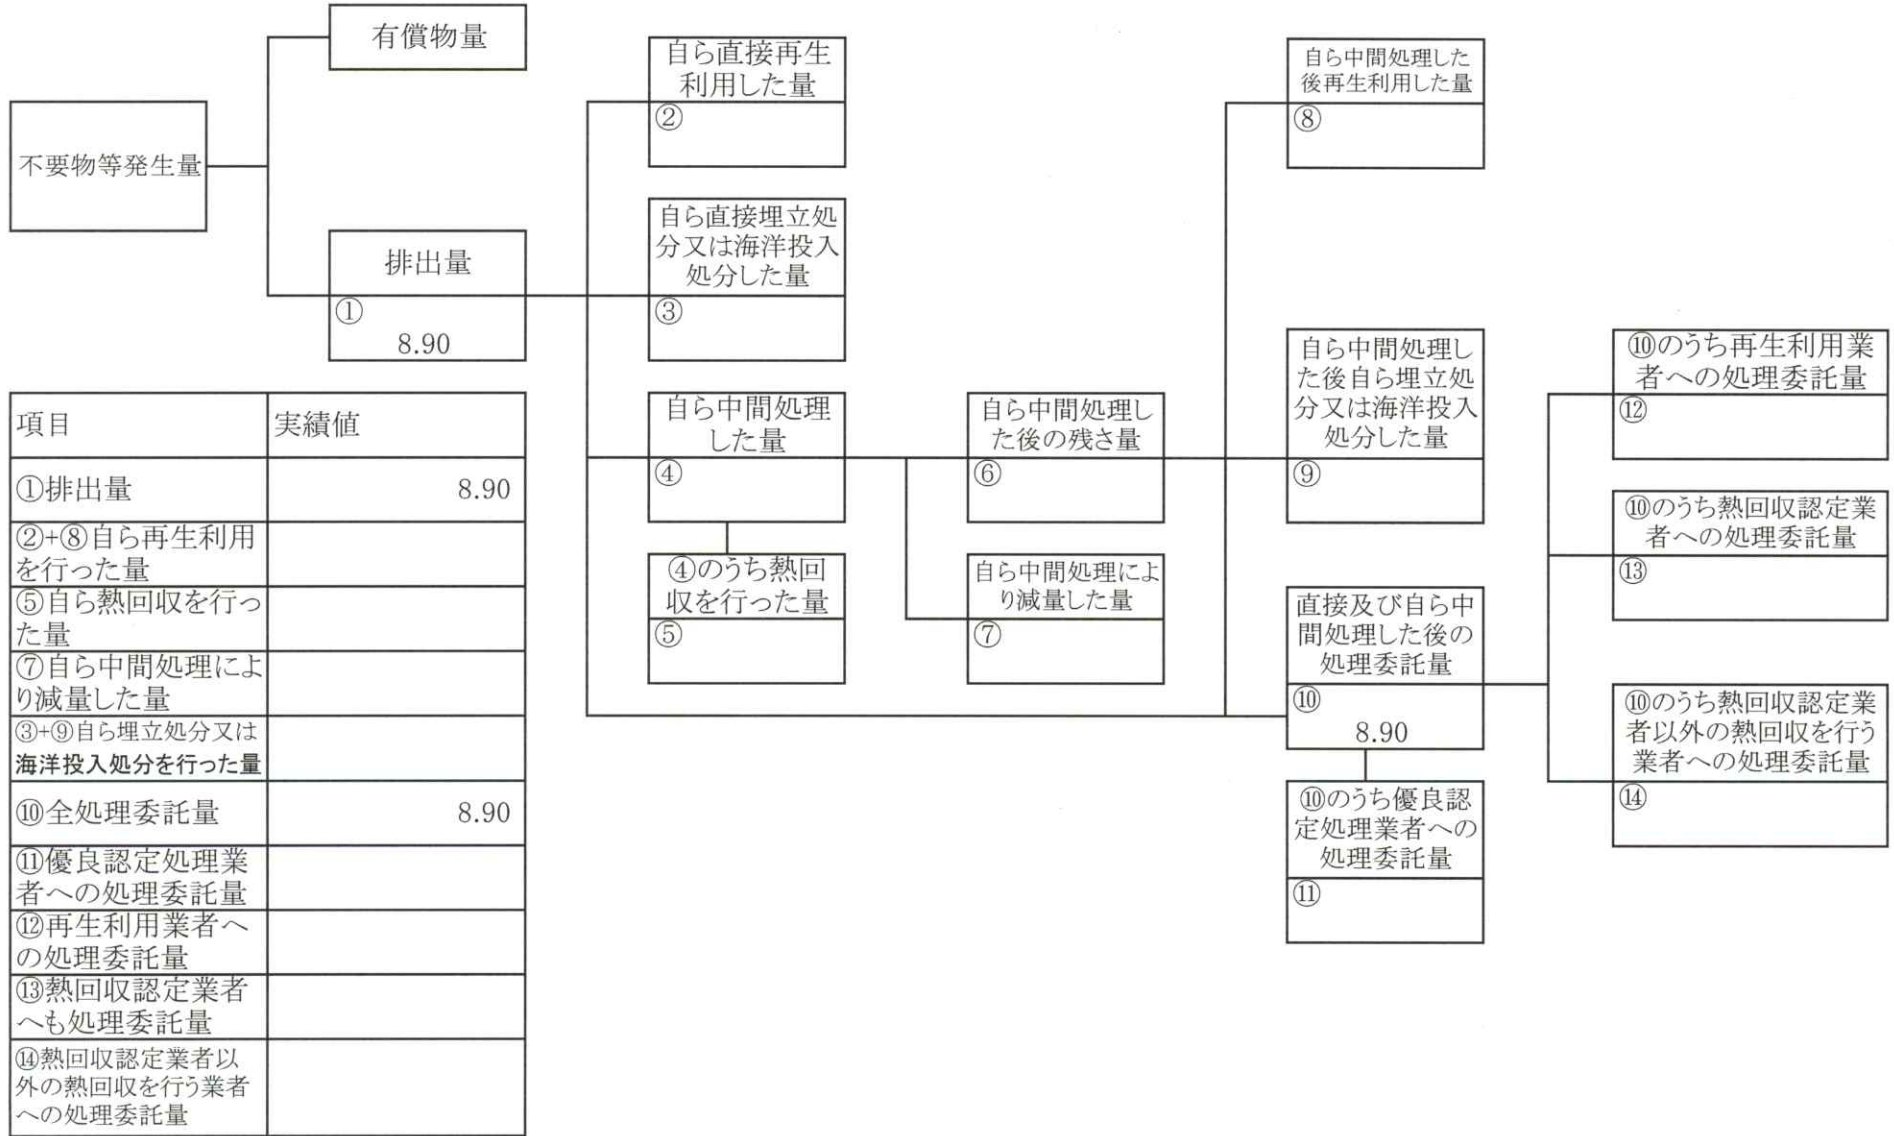 有償物量
不要物等発生量
排出量
①
8.90
自ら直接再生
利用した量
②
自ら直接埋立処
分又は海洋投入
処分した量
③
自ら中間処理
した量
④
④のうち熱回
収を行った量
⑤
自ら中間処理し
た後の残さ量
⑥
自ら中間処理によ
り減量した量
⑦
自ら中間処理した
後再生利用した量
⑧
自ら中間処理し
た後自ら埋立処
分又は海洋投入
処分した量
⑨
直接及び自ら中
間処理した後の
処理委託量
⑩
8.90
⑩のうち優良認
定処理業者への
処理委託量
⑪
⑩のうち再生利用業
者への処理委託量
⑫
⑩のうち熱回収認定業
者への処理委託量
⑬
⑩のうち熱回収認定業
者以外の熱回収を行う
業者への処理委託量
⑭
項目 実績値
①排出量 8.90
②+⑧自ら再生利用
を行った量
⑤自ら熱回収を行っ
た量
⑦自ら中間処理によ
り減量した量
③+⑨自ら埋立処分又は
海洋投入処分を行った量
⑩全処理委託量 8.90
⑪優良認定処理業
者への処理委託量
⑫再生利用業者へ
の処理委託量
⑬熱回収認定業者
へも処理委託量
⑭熱回収認定業者以
外の熱回収を行う業者
への処理委託量